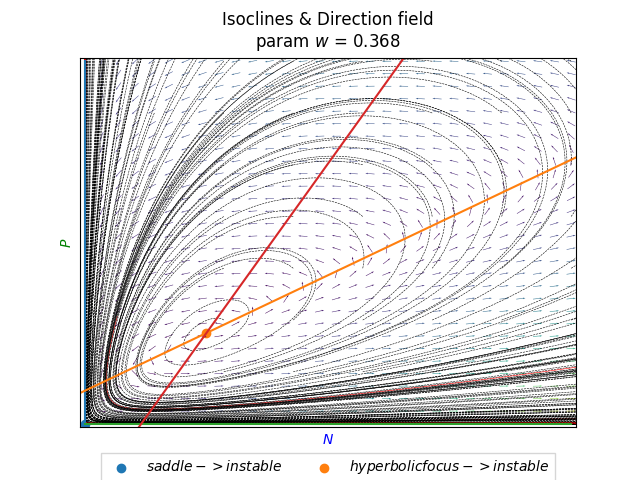 Isoclines & Direction field
param w = 0.368
P
N
saddle − > instable
hyperbolicfocus − > instable